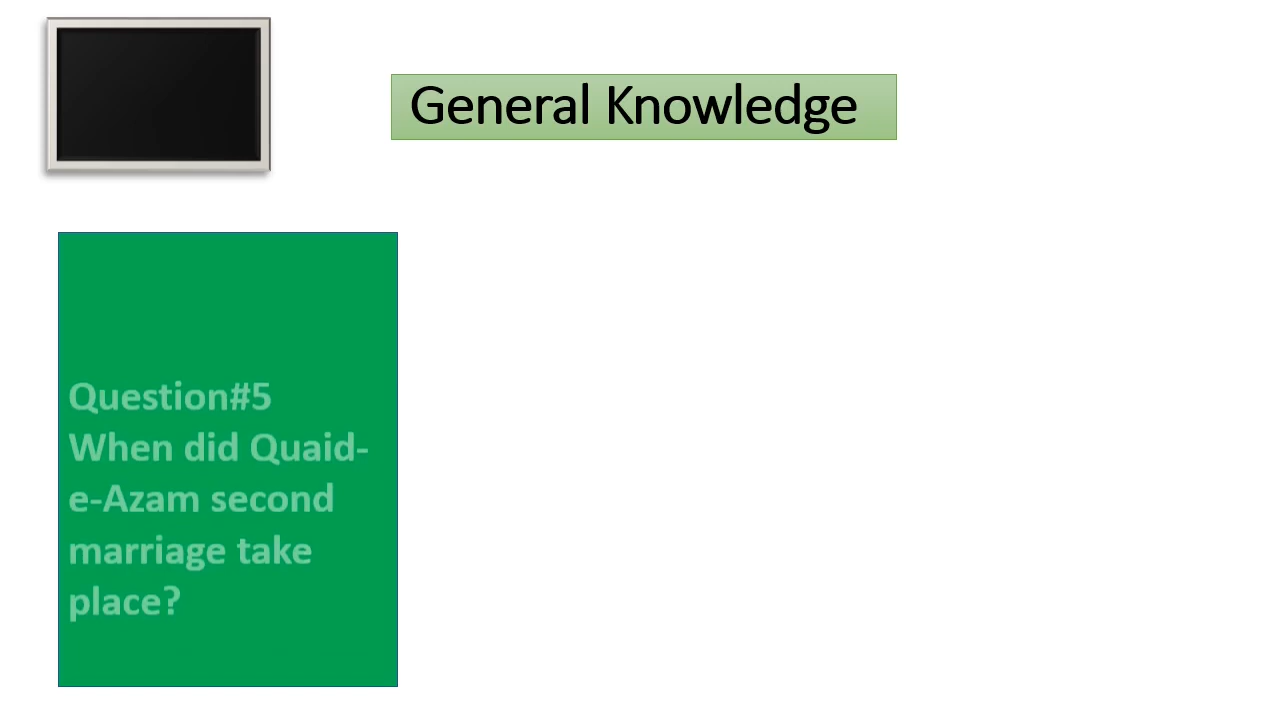 General Knowledge
Question#5
When did Quaid-
e-Azam second
marriage take
place?